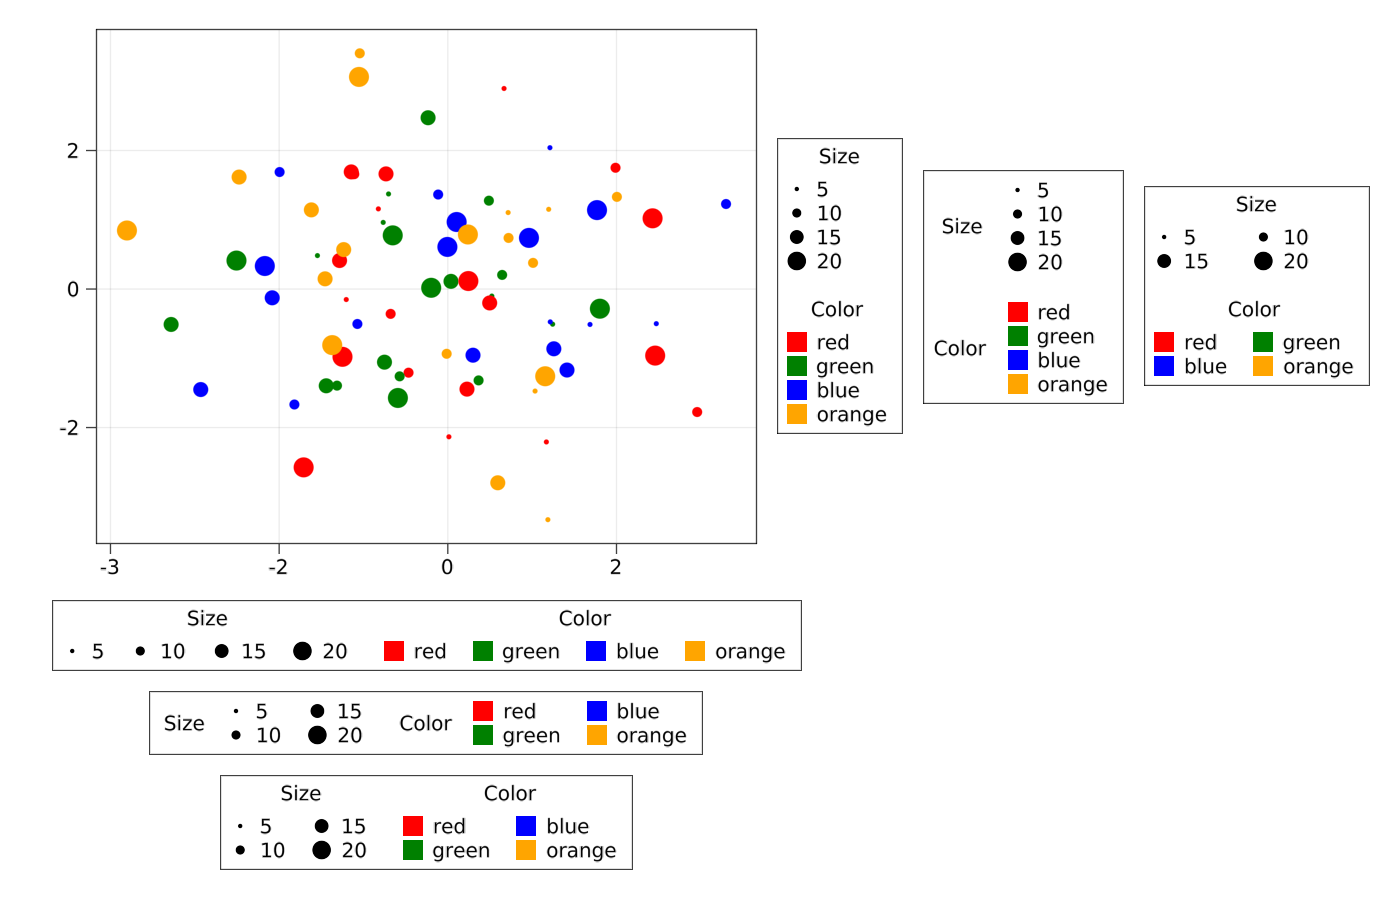 2
0
-2
-3
-2
0
2
Size
5
10
15
20
Color
red
green
blue
orange
Size
5
10
15
20
Color
red
green
blue
orange
Size
5 10
15 20
Color
red green
blue orange
Size Color
5 10 15 20 red green blue orange
Size
5 15
10 20
Color
red blue
green orange
Size Color
5 15 red blue
10 20 green orange